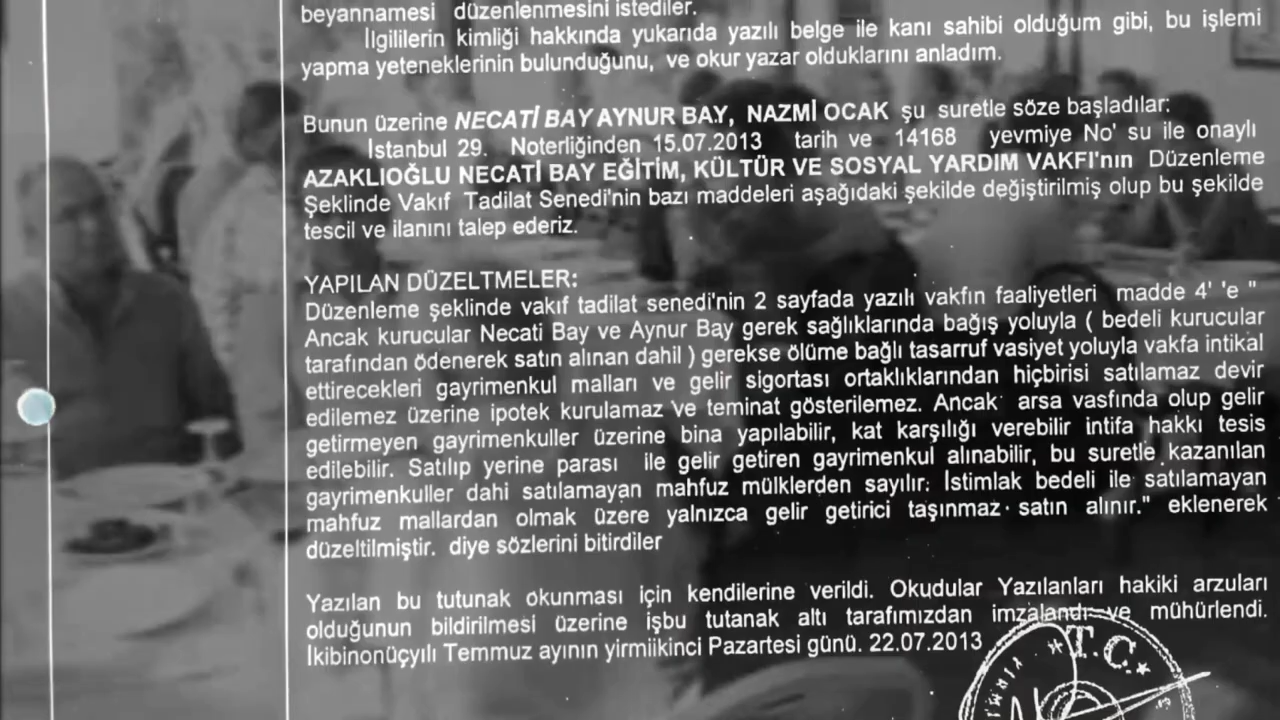 beyannamesi düzenlenmesini istediler.
İlgililerin kimliği hakkında yukarıda yazılı belge ile kanı sahibi olduğum gibi, bu işlemi
yapma yeteneklerinin bulunduğunu, ve okur yazar olduklarını anladım.
Bunun üzerine NECATİ BAY AYNUR BAY, NAZMİ OCAK şu suretle söze başladılar:
İstanbul 29. Noterliğinden 15.07.2013 tarih ve 14168 yevmiye No' su ile onaylı
AZAKLIOĞLU NECATİ BAY EĞİTİM, KÜLTÜR VE SOSYAL YARDIM VAKFI'nın Düzenleme
Şeklinde Vakıf Tadilat Senedi'nin bazı maddeleri aşağıdaki şekilde değiştirilmiş olup bu şekilde
tescil ve ilanını talep ederiz.
YAPILAN DÜZELTMELER:
Düzenleme şeklinde vakıf tadilat senedi'nin 2 sayfada yazılı vakfın faaliyetleri madde 4' 'e "
Ancak kurucular Necati Bay ve Aynur Bay gerek sağlıklarında bağış yoluyla ( bedeli kurucular
tarafından ödenerek satın alınan dahil ) gerekse ölüme bağlı tasarruf vasiyet yoluyla vakfa intikal
ettirecekleri gayrimenkul malları ve gelir sigortası ortaklıklarından hiçbirisi satılamaz devir
edilemez üzerine ipotek kurulamaz ve teminat gösterilemez. Ancak arsa vasfında olup gelir
getirmeyen gayrimenkuller üzerine bina yapılabilir, kat karşılığı verebilir intifa hakkı tesis
edilebilir. Satılıp yerine parası ile gelir getiren gayrimenkul alınabilir, bu suretle kazanılan
gayrimenkuller dahi satılamayan mahfuz mülklerden sayılır. İstimlak bedeli ile satılamayan
mahfuz mallardan olmak üzere yalnızca gelir getirici taşınmaz satın alınır." eklenerek
düzeltilmiştir. diye sözlerini bitirdiler
Yazılan bu tutunak okunması için kendilerine verildi. Okudular Yazılanları hakiki arzuları
olduğunun bildirilmesi üzerine işbu tutanak altı tarafımızdan imzalandı ve mühürlendi.
İkibinonüçyılı Temmuz ayının yirmiikinci Pazartesi günü. 22.07.2013
T.C.